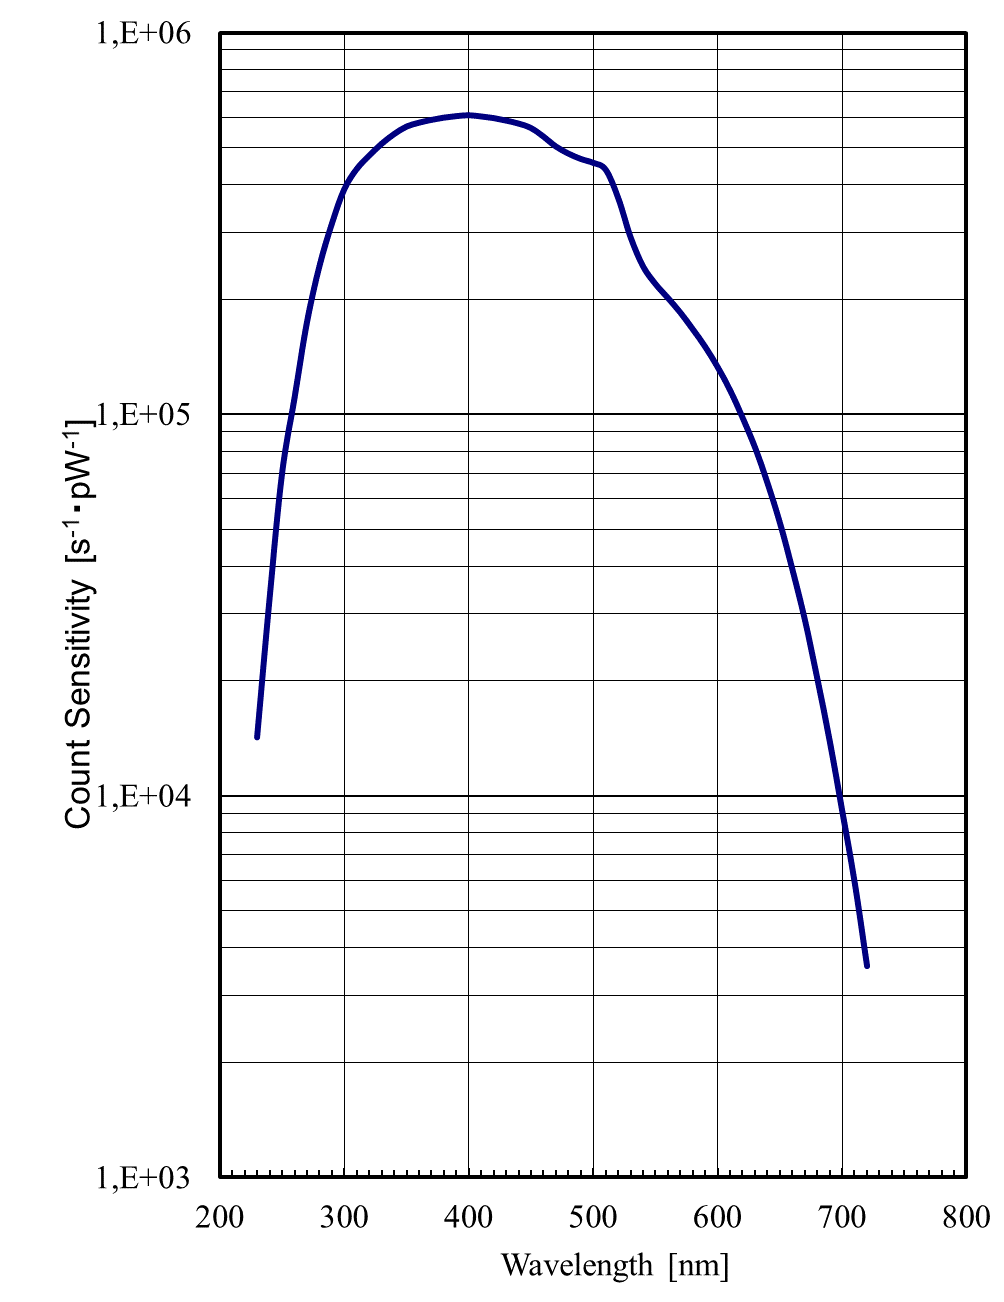 1,E+06
1,E+05
1,E+04
1,E+03
Count Sensitivity [s-1･pW-1]
200 300 400 500 600 700 800
Wavelength [nm]